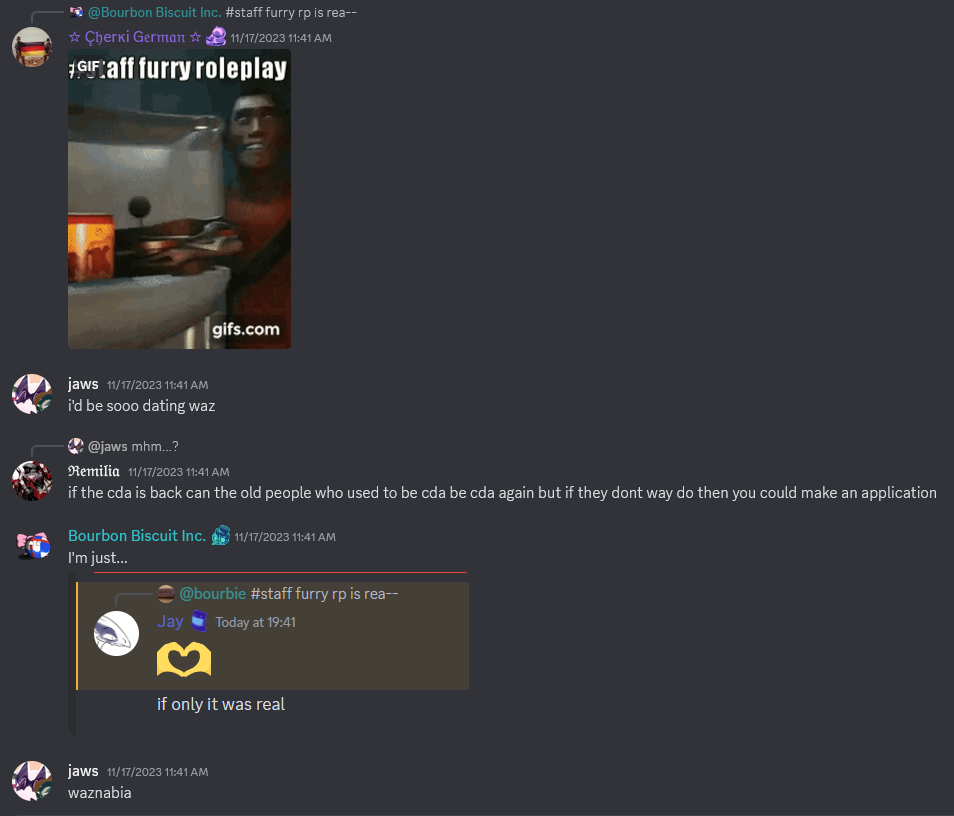 @Bourbon Biscuit Inc. #staff furry rp is rea--
☆ Çherкi German ☆ 11/17/2023 11:41 AM
GIF
#staff furry roleplay
gifs.com
jaws 11/17/2023 11:41 AM
i'd be sooo dating waz
@jaws mhm...?
ℜ𝔢𝔪𝔦𝔩𝔦𝔞 11/17/2023 11:41 AM
if the cda is back can the old people who used to be cda be cda again but if they dont way do then you could make an application
Bourbon Biscuit Inc. 11/17/2023 11:41 AM
I'm just...
@bourbie #staff furry rp is rea--
Jay Today at 19:41
if only it was real
jaws 11/17/2023 11:41 AM
waznabia